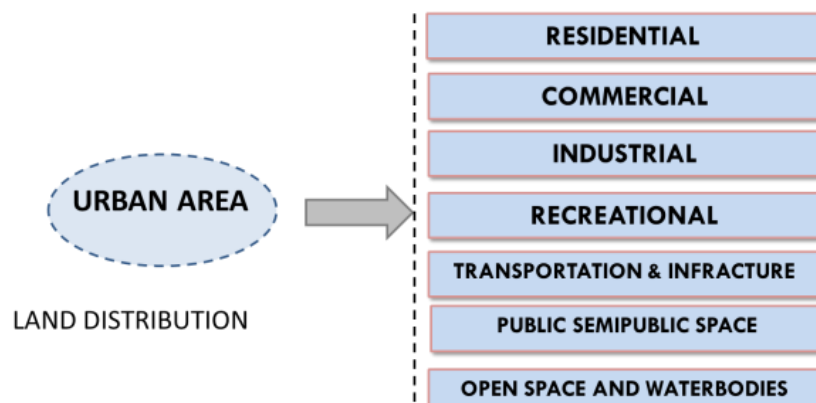 URBAN AREA
LAND DISTRIBUTION
RESIDENTIAL
COMMERCIAL
INDUSTRIAL
RECREATIONAL
TRANSPORTATION & INFRACTURE
PUBLIC SEMIPUBLIC SPACE
OPEN SPACE AND WATERBODIES